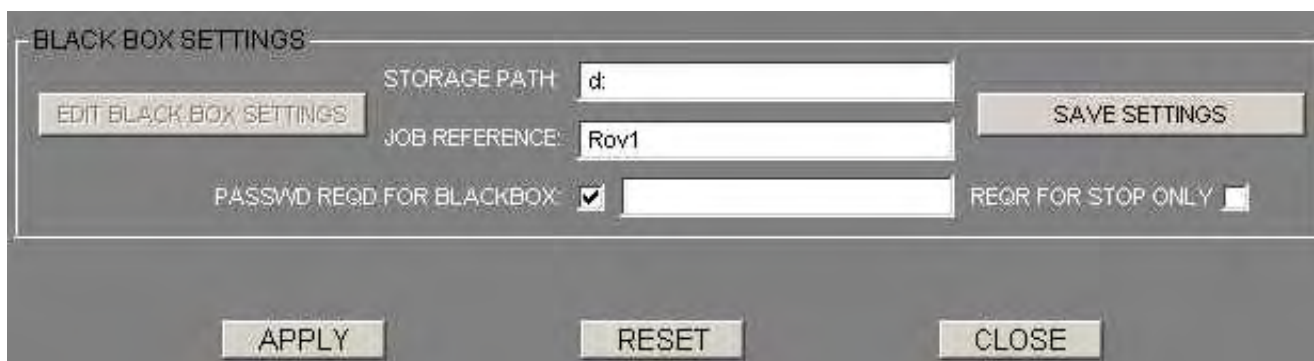 BLACK BOX SETTINGS
STORAGE PATH: d:
EDIT BLACK BOX SETTINGS
SAVE SETTINGS
JOB REFERENCE: Rov1
PASSWD REQD FOR BLACKBOX: REQR FOR STOP ONLY
APPLY RESET CLOSE